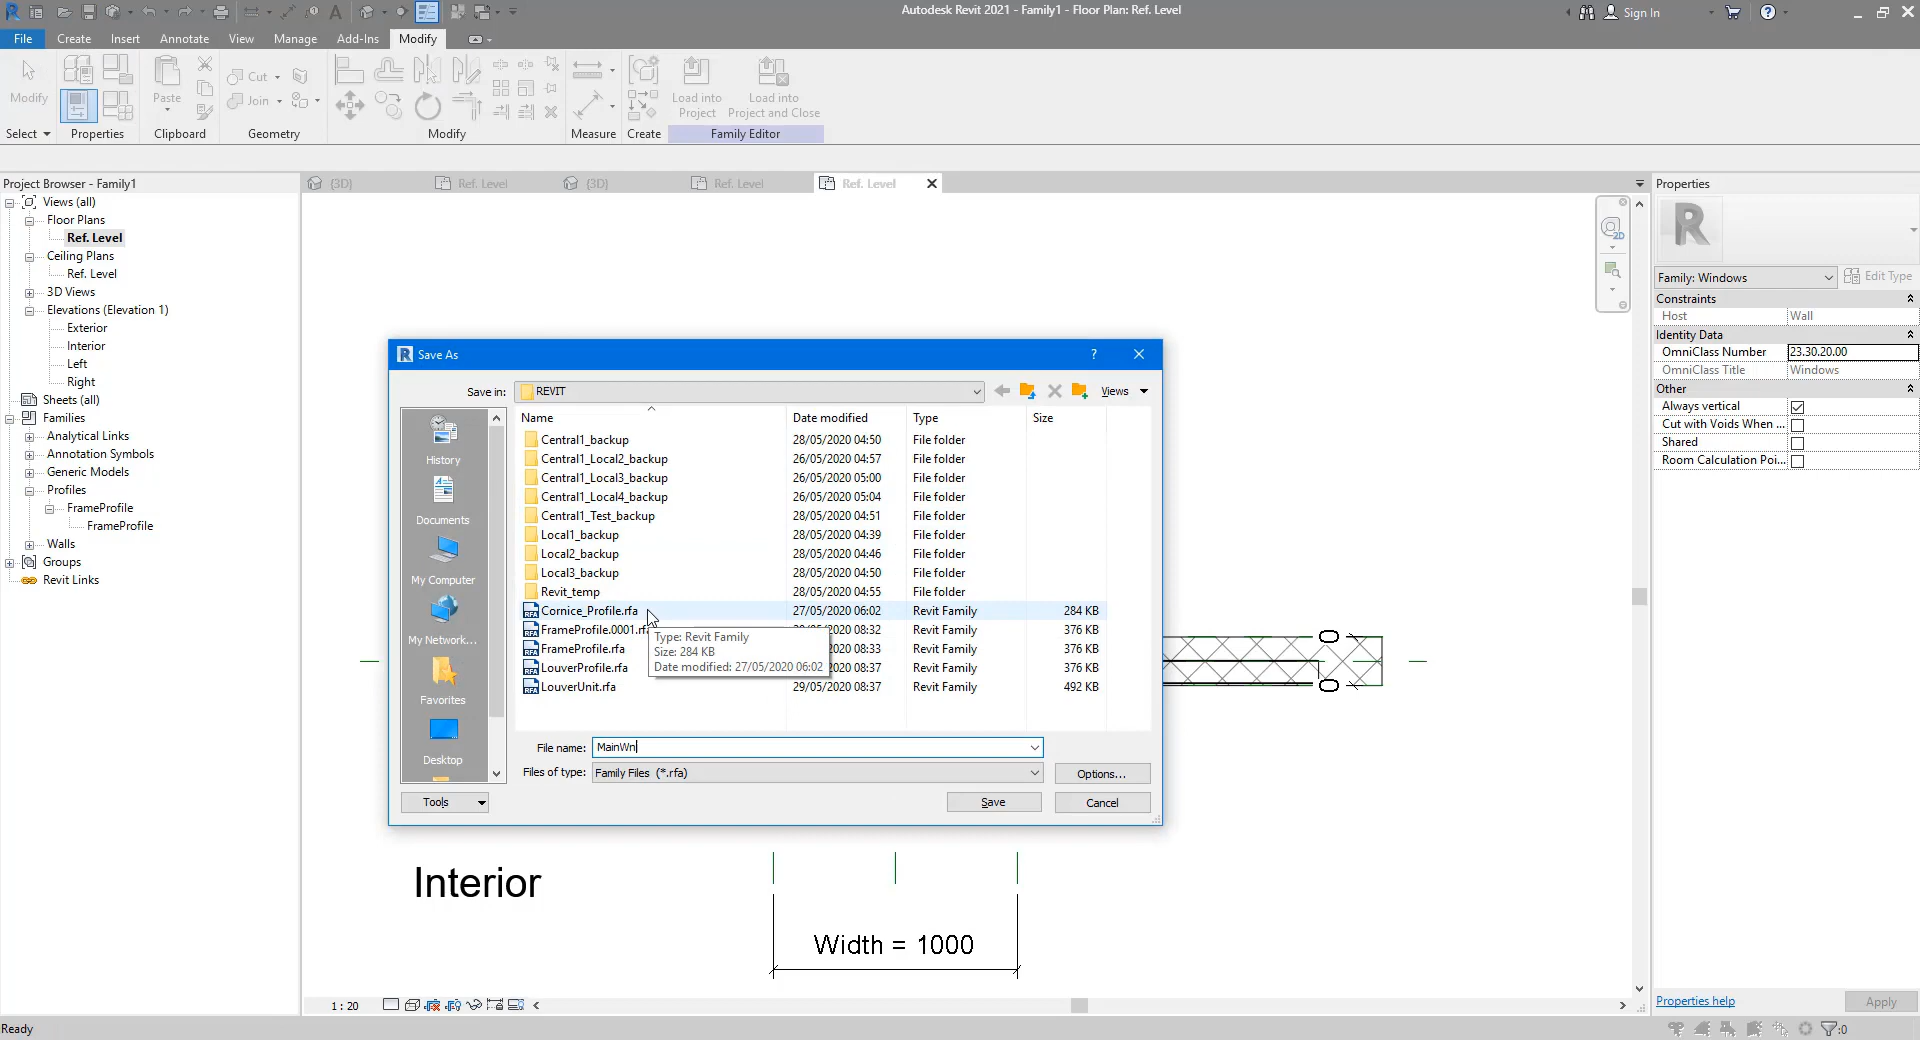 Autodesk Revit 2021 - Family1 - Floor Plan: Ref. Level
Sign In
File
Create
Insert
Annotate
View
Manage
Add-Ins
Modify
Modify
Paste
Cut
Join
Load into
Project
Load into
Project and Close
Select
Properties
Clipboard
Geometry
Modify
Measure
Create
Family Editor
Project Browser - Family1
Views (all)
Floor Plans
Ref. Level
Ceiling Plans
Ref. Level
3D Views
Elevations (Elevation 1)
Exterior
Interior
Left
Right
Sheets (all)
Families
Analytical Links
Annotation Symbols
Generic Models
Profiles
FrameProfile
FrameProfile
Walls
Groups
Revit Links
{3D}
Ref. Level
{3D}
Ref. Level
Ref. Level
2D
Save As
?
Save in:
REVIT
Views
History
Documents
My Computer
My Network...
Favorites
Desktop
Name
Date modified
Type
Size
Central1_backup 28/05/2020 04:50 File folder
Central1_Local2_backup 26/05/2020 04:57 File folder
Central1_Local3_backup 26/05/2020 05:00 File folder
Central1_Local4_backup 26/05/2020 05:04 File folder
Central1_Test_backup 28/05/2020 04:51 File folder
Local1_backup 28/05/2020 04:39 File folder
Local2_backup 28/05/2020 04:46 File folder
Local3_backup 28/05/2020 04:50 File folder
Revit_temp 28/05/2020 04:55 File folder
Cornice_Profile.rfa 27/05/2020 06:02 Revit Family 284 KB
FrameProfile.0001.rfa 08:32 Revit Family 376 KB
FrameProfile.rfa 08:33 Revit Family 376 KB
LouverProfile.rfa 08:37 Revit Family 376 KB
LouverUnit.rfa 29/05/2020 08:37 Revit Family 492 KB
Type: Revit Family
Size: 284 KB
Date modified: 27/05/2020 06:02
File name:
MainWn
Files of type:
Family Files (*.rfa)
Options...
Tools
Save
Cancel
Interior
Width = 1000
1 : 20
Ready
Properties
R
Family: Windows
Edit Type
Constraints
Host
Wall
Identity Data
OmniClass Number
23.30.20.00
OmniClass Title
Windows
Other
Always vertical
Cut with Voids When ...
Shared
Room Calculation Poi...
Properties help
Apply
:0